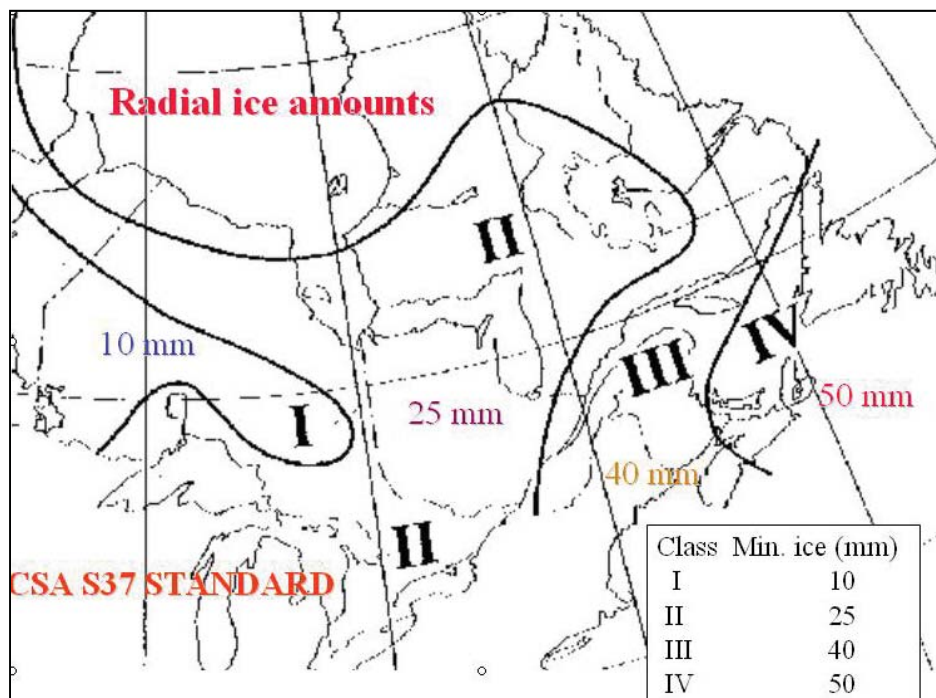 Radial ice amounts
II
10 mm
I
25 mm
III
IV
50 mm
40 mm
II
CSA S37 STANDARD
Class Min. ice (mm)
I 10
II 25
III 40
IV 50